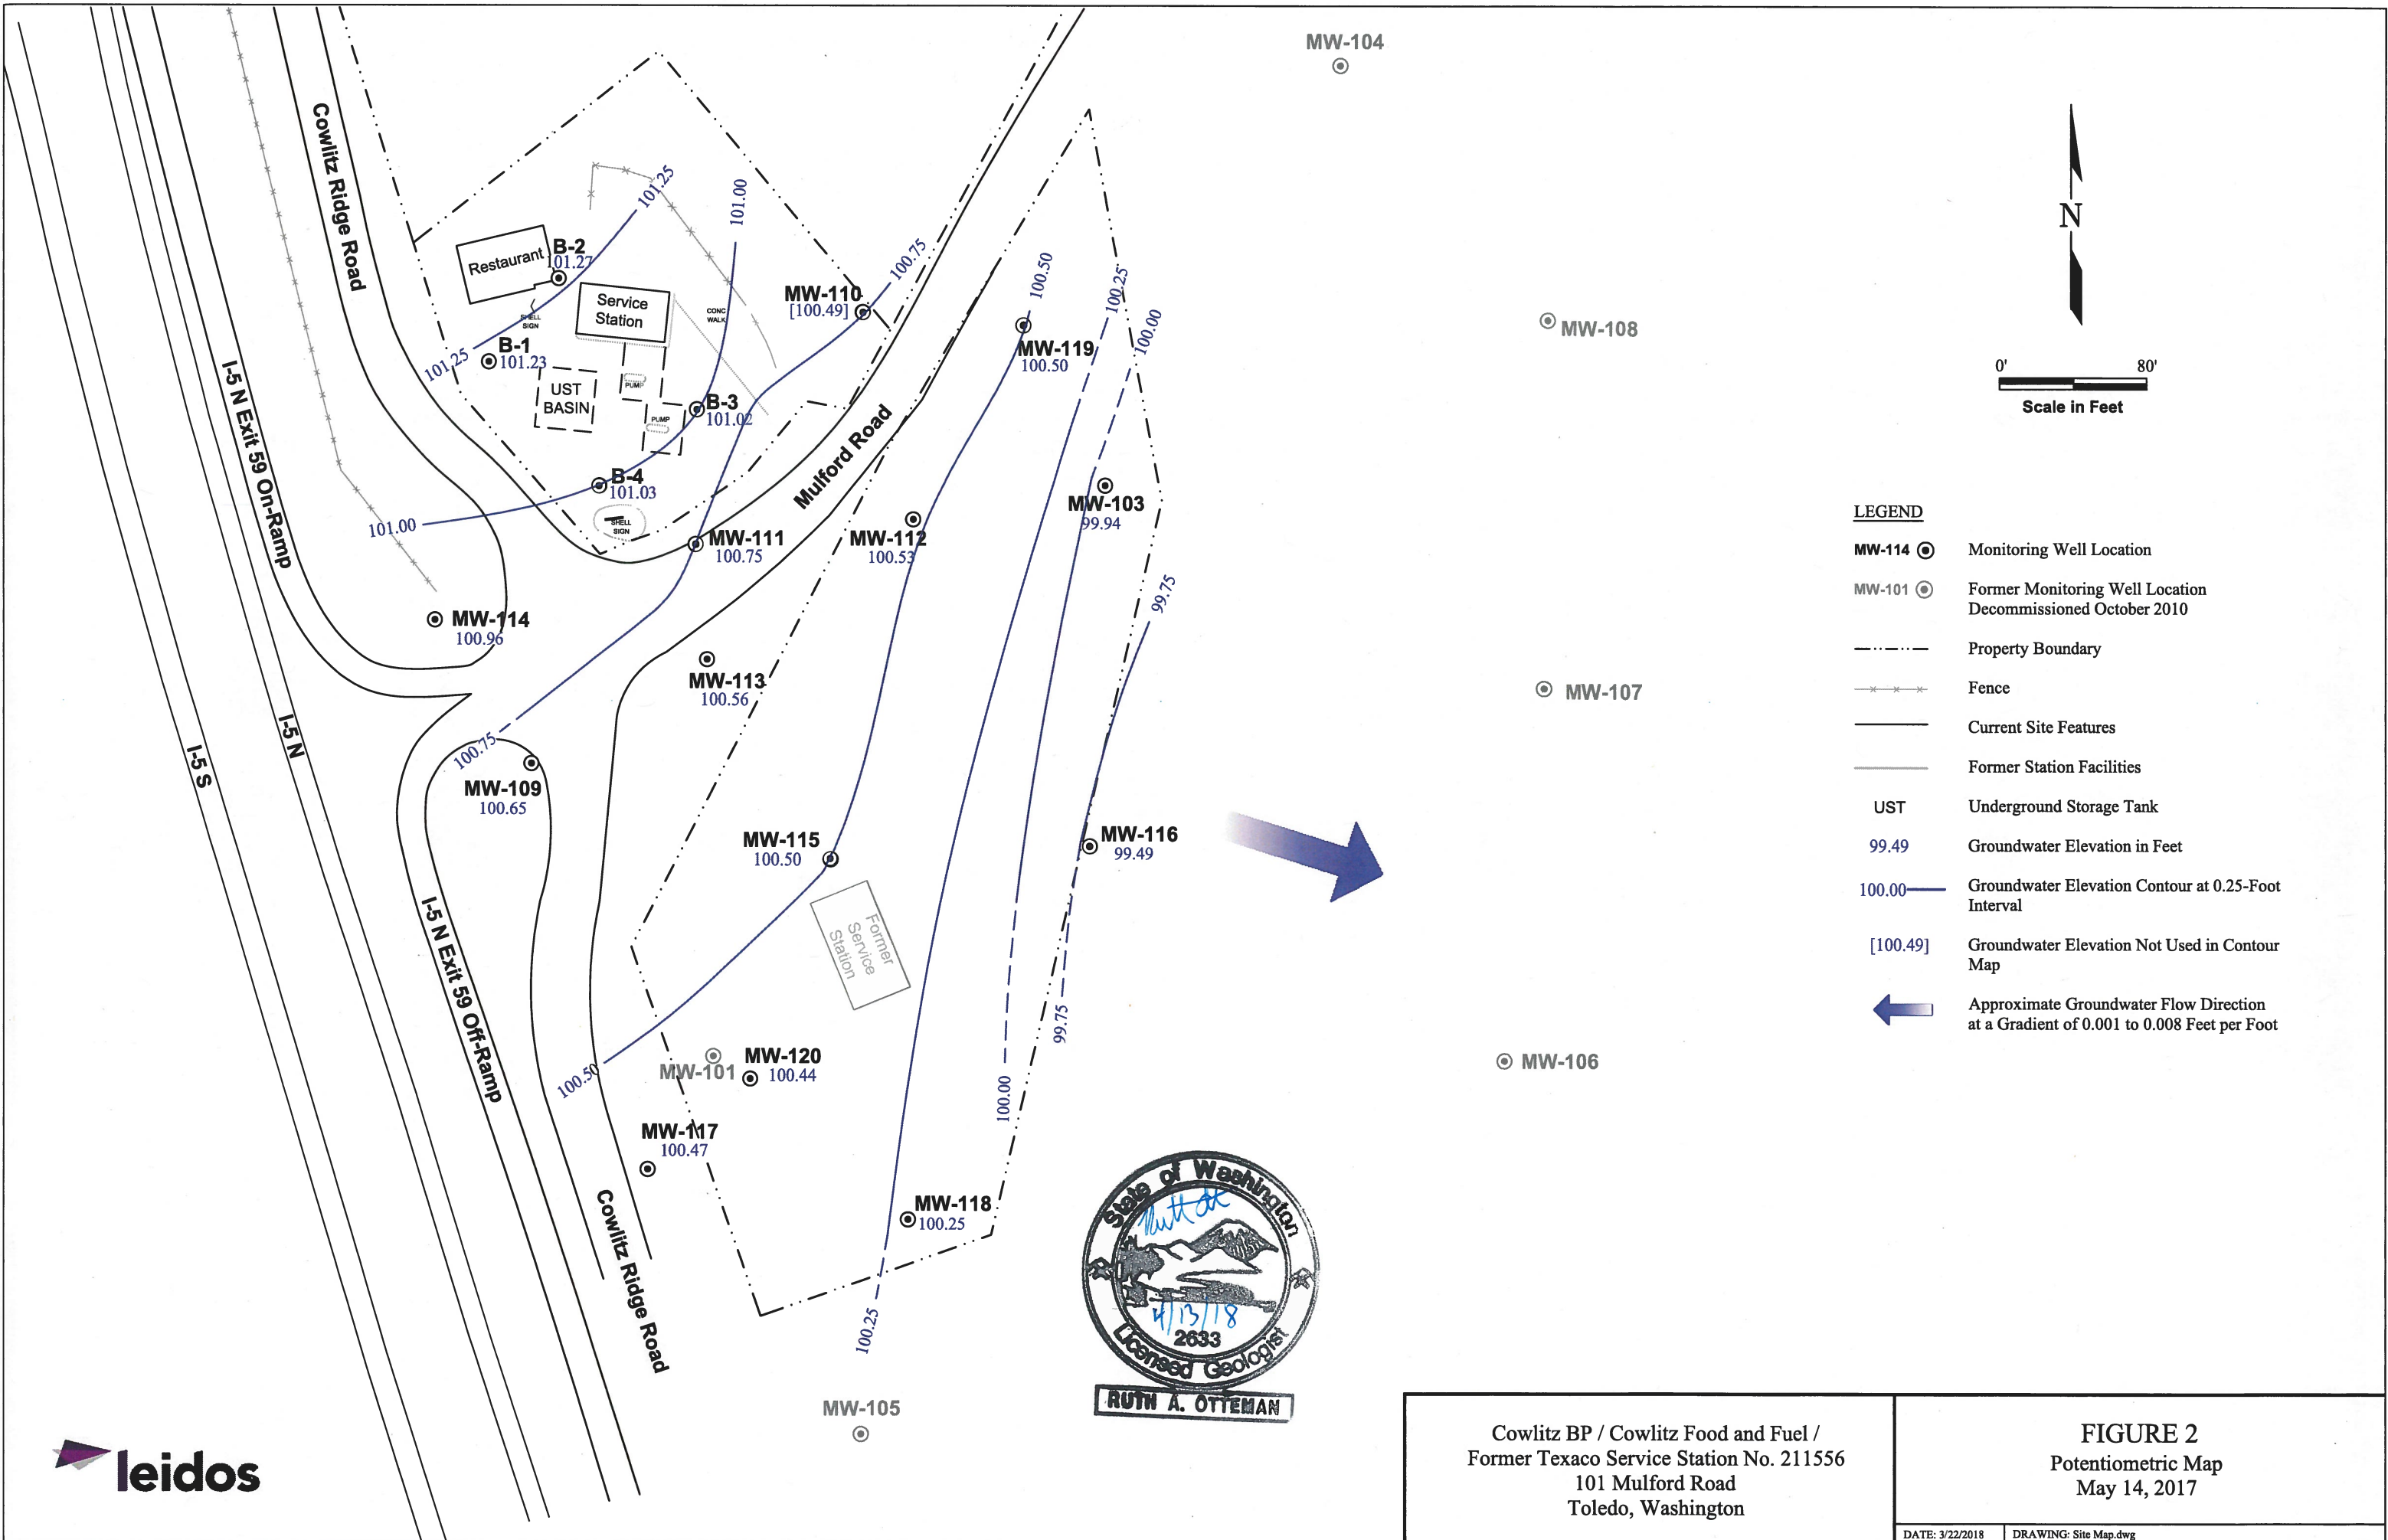 MW-104
Cowlitz Ridge Road
101.25
101.00
N
B-2
101.27
Restaurant
Service
Station
MW-110
[100.49]
100.75
100.50
100.25
100.00
MW-108
SHELL
SIGN
CONC
WALK
B-1
101.23
101.25
MW-119
100.50
0'
80'
Scale in Feet
UST
BASIN
PUMP
PUMP
B-3
101.02
I-5 N Exit 59 On-Ramp
Mulford Road
B-4
101.03
SHELL
SIGN
101.00
MW-103
99.94
MW-111
100.75
MW-112
100.53
99.75
MW-114
100.96
MW-113
100.56
MW-107
I-5 S
I-5 N
100.75
MW-109
100.65
MW-115
100.50
MW-116
99.49
Former
Service
Station
I-5 N Exit 59 Off-Ramp
99.75
100.00
100.50
MW-101
MW-120
100.44
MW-106
MW-117
100.47
MW-118
100.25
Cowlitz Ridge Road
100.25
MW-105
LEGEND
MW-114 Monitoring Well Location
MW-101 Former Monitoring Well Location
Decommissioned October 2010
Property Boundary
Fence
Current Site Features
Former Station Facilities
UST Underground Storage Tank
99.49 Groundwater Elevation in Feet
100.00 Groundwater Elevation Contour at 0.25-Foot
Interval
[100.49] Groundwater Elevation Not Used in Contour
Map
Approximate Groundwater Flow Direction
at a Gradient of 0.001 to 0.008 Feet per Foot
State of Washington
4/13/18
2633
Licensed Geologist
RUTH A. OTTEMAN
leidos
Cowlitz BP / Cowlitz Food and Fuel /
Former Texaco Service Station No. 211556
101 Mulford Road
Toledo, Washington
FIGURE 2
Potentiometric Map
May 14, 2017
DATE: 3/22/2018 DRAWING: Site Map.dwg